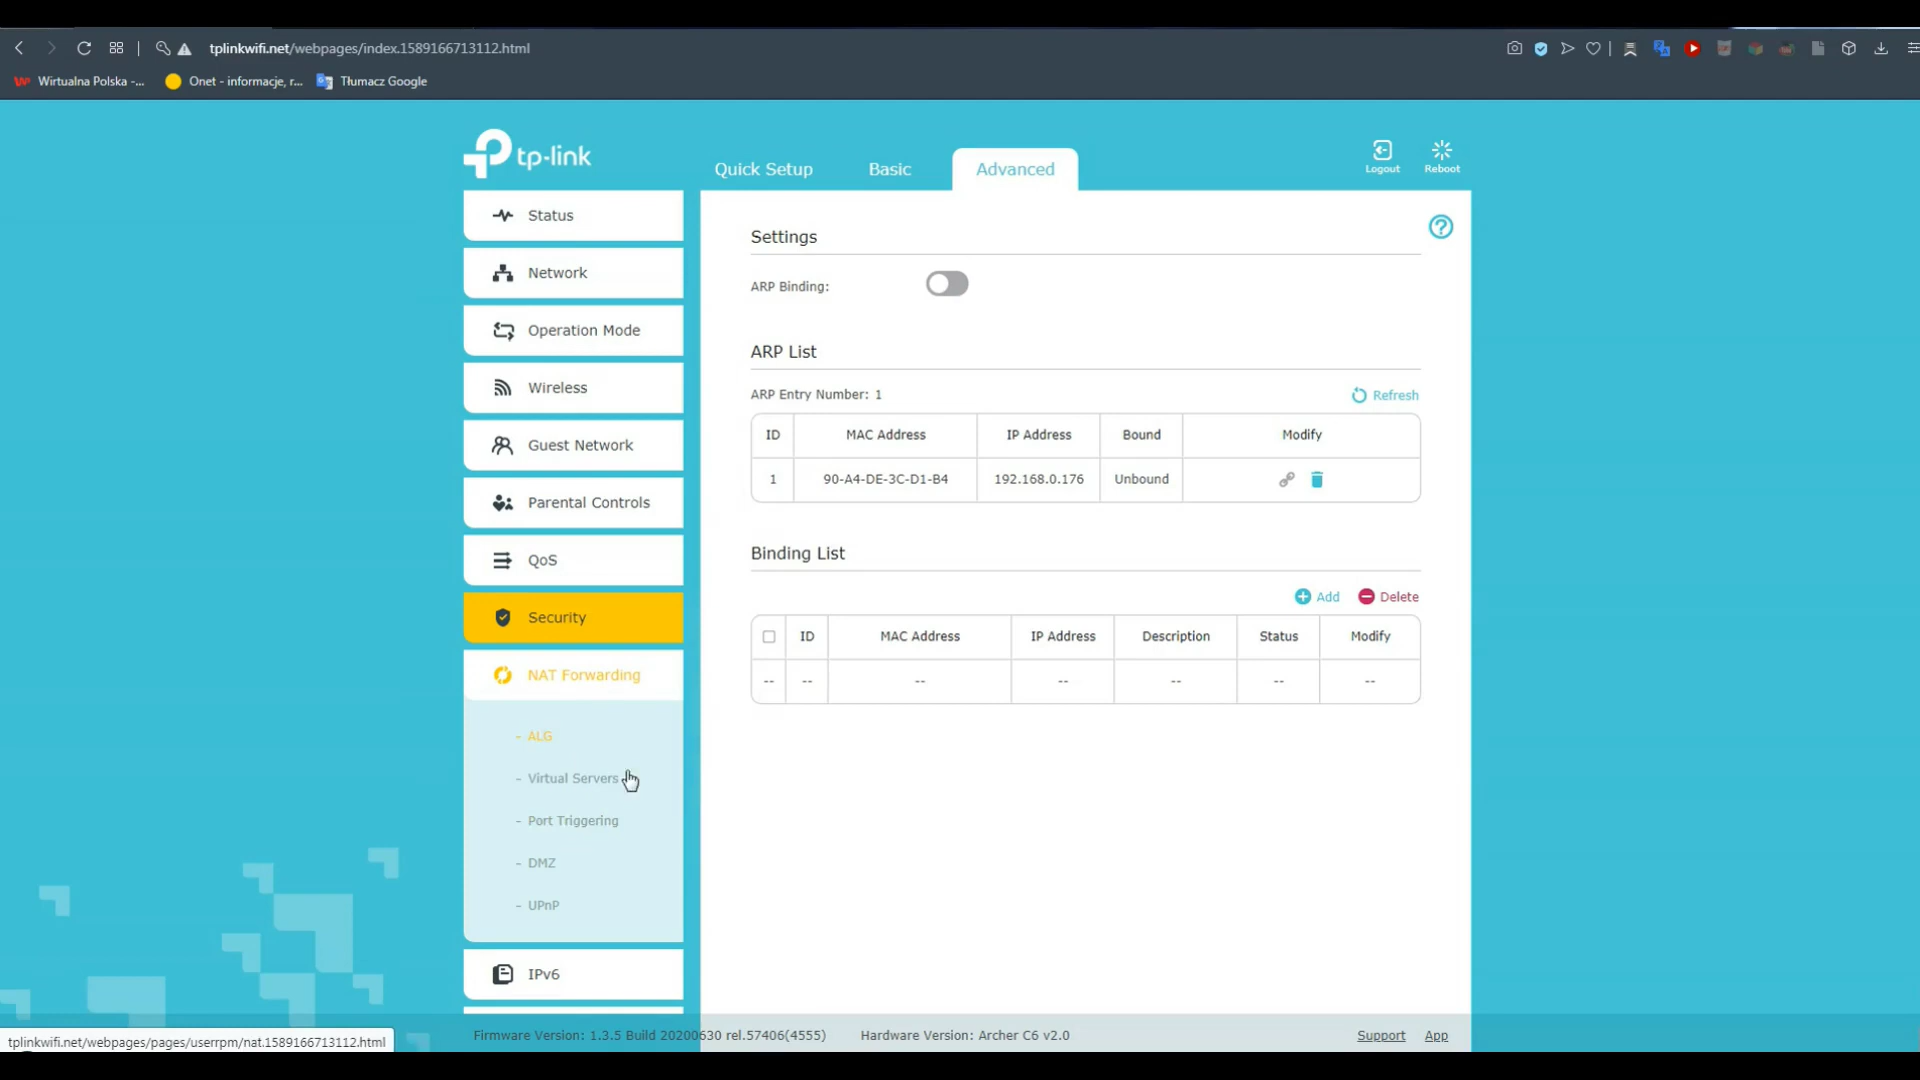 tplinkwifi.net/webpages/index.1589166713112.html
Wirtualna Polska -... Onet - informacje, r... Tłumacz Google
tp-link
Quick Setup Basic Advanced Logout Reboot
Status
Network
Operation Mode
Wireless
Guest Network
Parental Controls
QoS
Security
NAT Forwarding
- ALG
- Virtual Servers
- Port Triggering
- DMZ
- UPnP
IPv6
Settings
ARP Binding:
ARP List
ARP Entry Number: 1 Refresh
ID MAC Address IP Address Bound Modify
1 90-A4-DE-3C-D1-B4 192.168.0.176 Unbound
Binding List
Add Delete
ID MAC Address IP Address Description Status Modify
-- -- -- -- -- -- --
Firmware Version: 1.3.5 Build 20200630 rel.57406(4555) Hardware Version: Archer C6 v2.0 Support App
tplinkwifi.net/webpages/pages/userrpm/nat.1589166713112.html